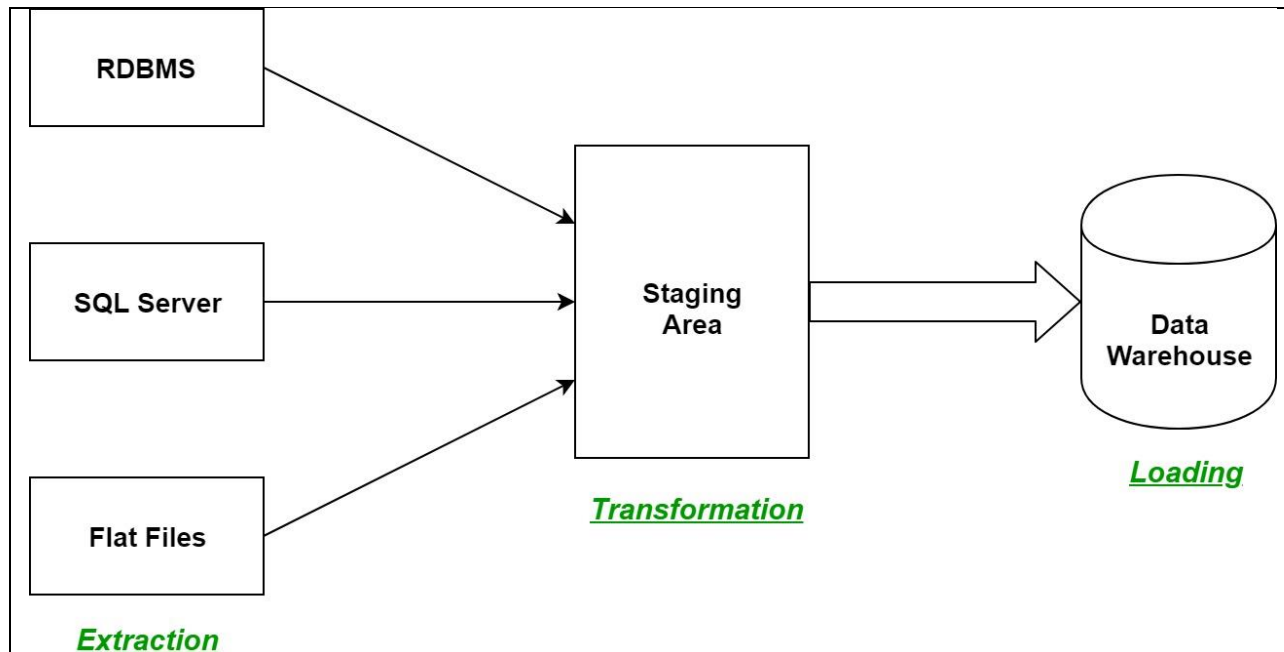 RDBMS
SQL Server
Flat Files
Extraction
Staging
Area
Transformation
Data
Warehouse
Loading